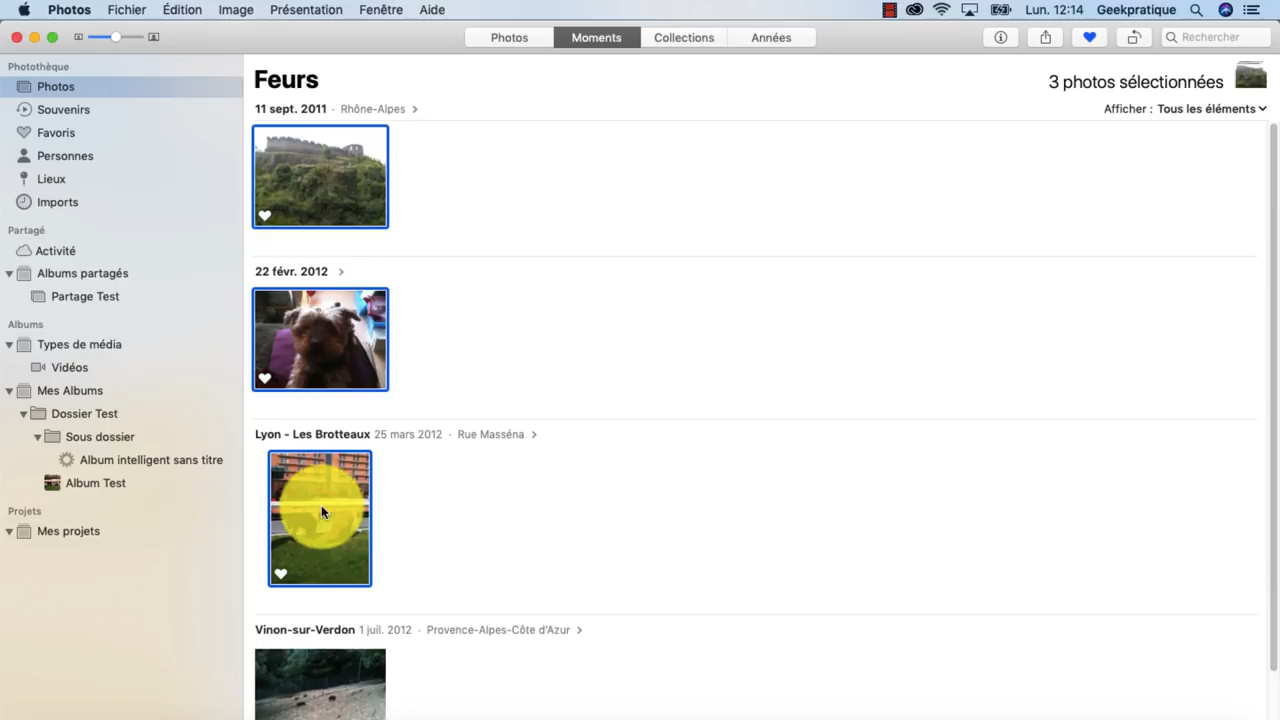 Photos Fichier Édition Image Présentation Fenêtre Aide Lun. 12:14 Geekpratique
Photos Moments Collections Années Rechercher
Photothèque
Photos
Souvenirs
Favoris
Personnes
Lieux
Imports
Partagé
Activité
Albums partagés
Partage Test
Albums
Types de média
Vidéos
Mes Albums
Dossier Test
Sous dossier
Album intelligent sans titre
Album Test
Projets
Mes projets
Feurs
3 photos sélectionnées
11 sept. 2011 · Rhône-Alpes >
Afficher : Tous les éléments
22 févr. 2012 >
Lyon - Les Brotteaux 25 mars 2012 · Rue Masséna >
Vinon-sur-Verdon 1 juil. 2012 · Provence-Alpes-Côte d'Azur >